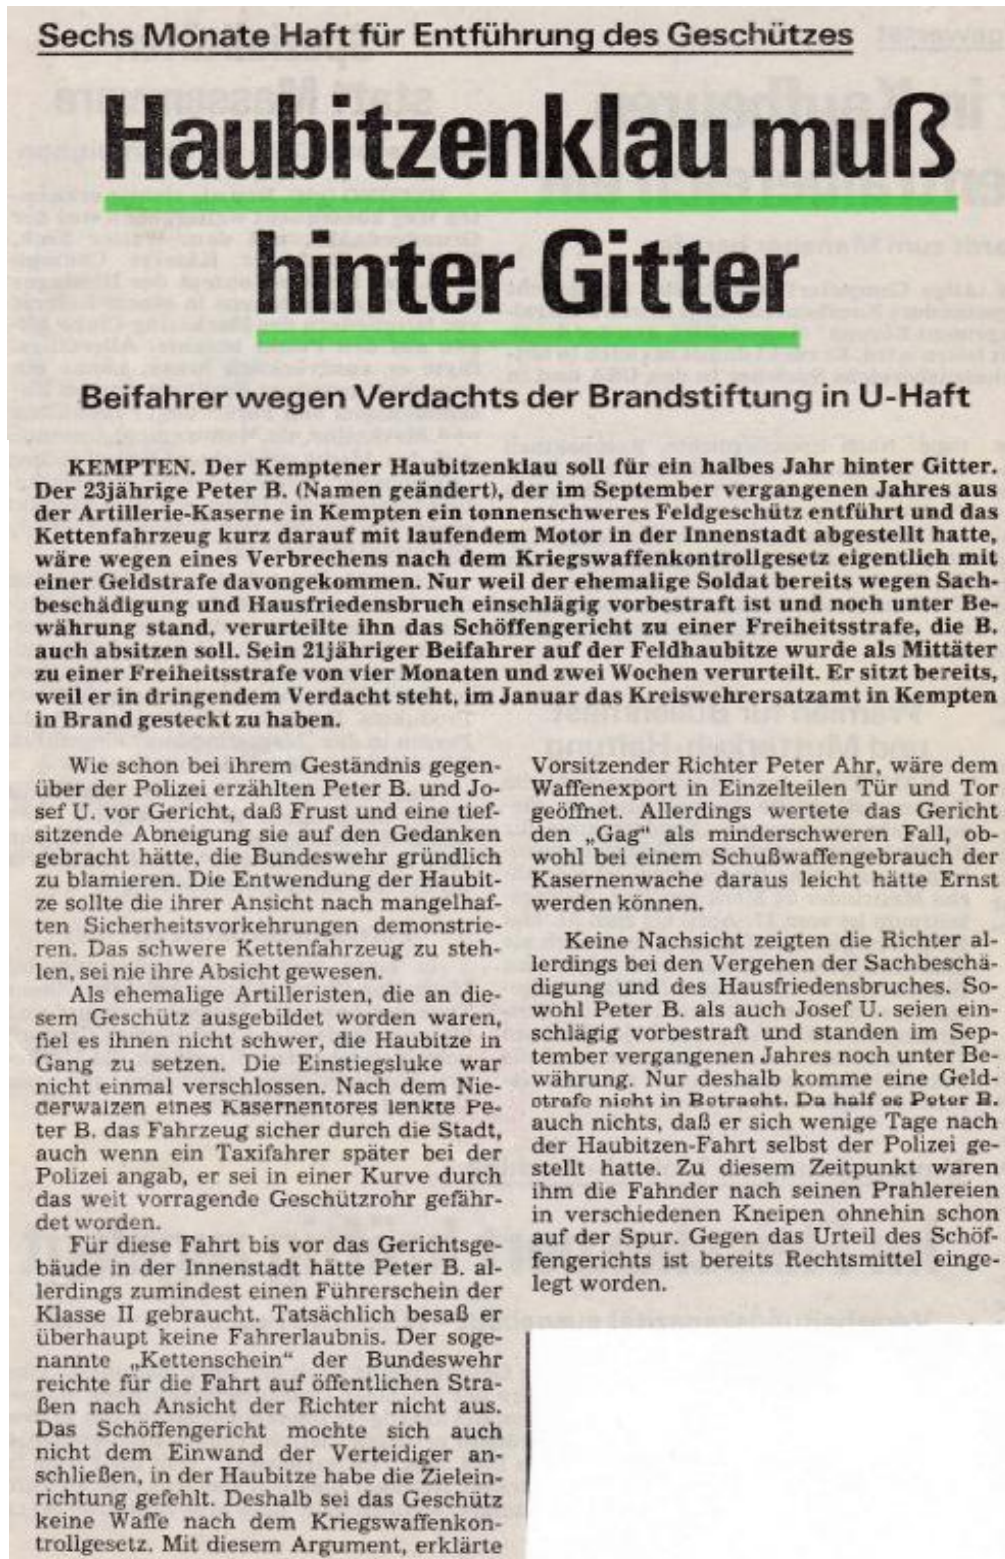 Sechs Monate Haft für Entführung des Geschützes
Haubitzenklau muß
hinter Gitter
Beifahrer wegen Verdachts der Brandstiftung in U-Haft
KEMPTEN. Der Kemptener Haubitzenklau soll für ein halbes Jahr hinter Gitter.
Der 23jährige Peter B. (Namen geändert), der im September vergangenen Jahres aus
der Artillerie-Kaserne in Kempten ein tonnenschweres Feldgeschütz entführt und das
Kettenfahrzeug kurz darauf mit laufendem Motor in der Innenstadt abgestellt hatte,
wäre wegen eines Verbrechens nach dem Kriegswaffenkontrollgesetz eigentlich mit
einer Geldstrafe davongekommen. Nur weil der ehemalige Soldat bereits wegen Sach-
beschädigung und Hausfriedensbruch einschlägig vorbestraft ist und noch unter Be-
währung stand, verurteilte ihn das Schöffengericht zu einer Freiheitsstrafe, die B.
auch absitzen soll. Sein 21jähriger Beifahrer auf der Feldhaubitze wurde als Mittäter
zu einer Freiheitsstrafe von vier Monaten und zwei Wochen verurteilt. Er sitzt bereits,
weil er in dringendem Verdacht steht, im Januar das Kreiswehrersatzamt in Kempten
in Brand gesteckt zu haben.
Wie schon bei ihrem Geständnis gegen-
über der Polizei erzählten Peter B. und Jo-
sef U. vor Gericht, daß Frust und eine tief-
sitzende Abneigung sie auf den Gedanken
gebracht hätte, die Bundeswehr gründlich
zu blamieren. Die Entwendung der Haubit-
ze sollte die ihrer Ansicht nach mangelhaf-
ten Sicherheitsvorkehrungen demonstrie-
ren. Das schwere Kettenfahrzeug zu steh-
len, sei nie ihre Absicht gewesen.
Als ehemalige Artilleristen, die an die-
sem Geschütz ausgebildet worden waren,
fiel es ihnen nicht schwer, die Haubitze in
Gang zu setzen. Die Einstiegsluke war
nicht einmal verschlossen. Nach dem Nie-
derwalzen eines Kasernentores lenkte Pe-
ter B. das Fahrzeug sicher durch die Stadt,
auch wenn ein Taxifahrer später bei der
Polizei angab, er sei in einer Kurve durch
das weit vorragende Geschützrohr gefähr-
det worden.
Für diese Fahrt bis vor das Gerichtsge-
bäude in der Innenstadt hätte Peter B. al-
lerdings zumindest einen Führerschein der
Klasse II gebraucht. Tatsächlich besaß er
überhaupt keine Fahrerlaubnis. Der soge-
nannte „Kettenschein“ der Bundeswehr
reichte für die Fahrt auf öffentlichen Stra-
ßen nach Ansicht der Richter nicht aus.
Das Schöffengericht mochte sich auch
nicht dem Einwand der Verteidiger an-
schließen, in der Haubitze habe die Zielein-
richtung gefehlt. Deshalb sei das Geschütz
keine Waffe nach dem Kriegswaffenkon-
trollgesetz. Mit diesem Argument, erklärte
Vorsitzender Richter Peter Ahr, wäre dem
Waffenexport in Einzelteilen Tür und Tor
geöffnet. Allerdings wertete das Gericht
den „Gag“ als minderschweren Fall, ob-
wohl bei einem Schußwaffengebrauch der
Kasernenwache daraus leicht hätte Ernst
werden können.
Keine Nachsicht zeigten die Richter al-
lerdings bei den Vergehen der Sachbeschä-
digung und des Hausfriedensbruches. So-
wohl Peter B. als auch Josef U. seien ein-
schlägig vorbestraft und standen im Sep-
tember vergangenen Jahres noch unter Be-
währung. Nur deshalb komme eine Geld-
strafe nicht in Betracht. Da half es Peter B.
auch nichts, daß er sich wenige Tage nach
der Haubitzen-Fahrt selbst der Polizei ge-
stellt hatte. Zu diesem Zeitpunkt waren
ihm die Fahnder nach seinen Prahlereien
in verschiedenen Kneipen ohnehin schon
auf der Spur. Gegen das Urteil des Schöf-
fengerichts ist bereits Rechtsmittel einge-
legt worden.